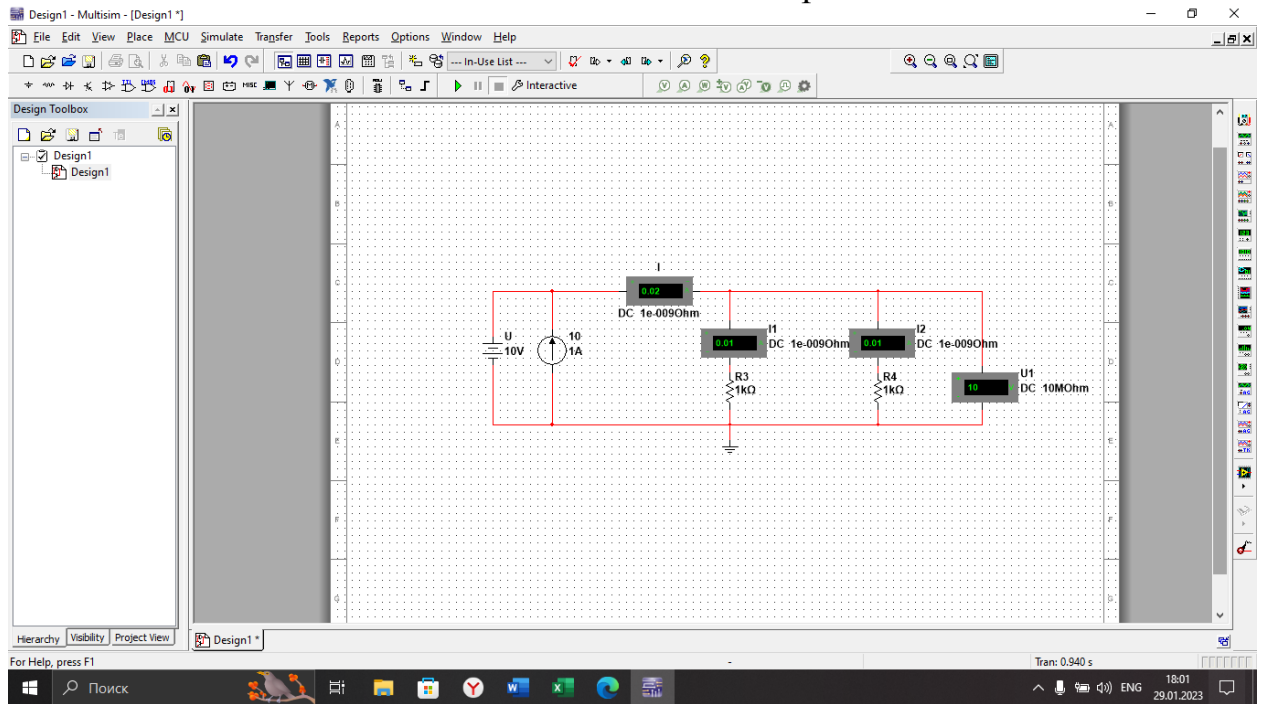 Design1 - Multisim - [Design1 *]
File Edit View Place MCU Simulate Transfer Tools Reports Options Window Help
--- In-Use List ---
Interactive
Design Toolbox
Design1
Design1
A A
B B
C C
D D
E E
F F
G G
I
0.02
DC 1e-009Ohm
U
10V
10
1A
I1
0.01
DC 1e-009Ohm
I2
0.01
DC 1e-009Ohm
R3
1kΩ
R4
1kΩ
U1
10
DC 10MOhm
Hierarchy Visibility Project View
Design1 *
For Help, press F1
-
Tran: 0.940 s
Поиск
ENG
18:01
29.01.2023